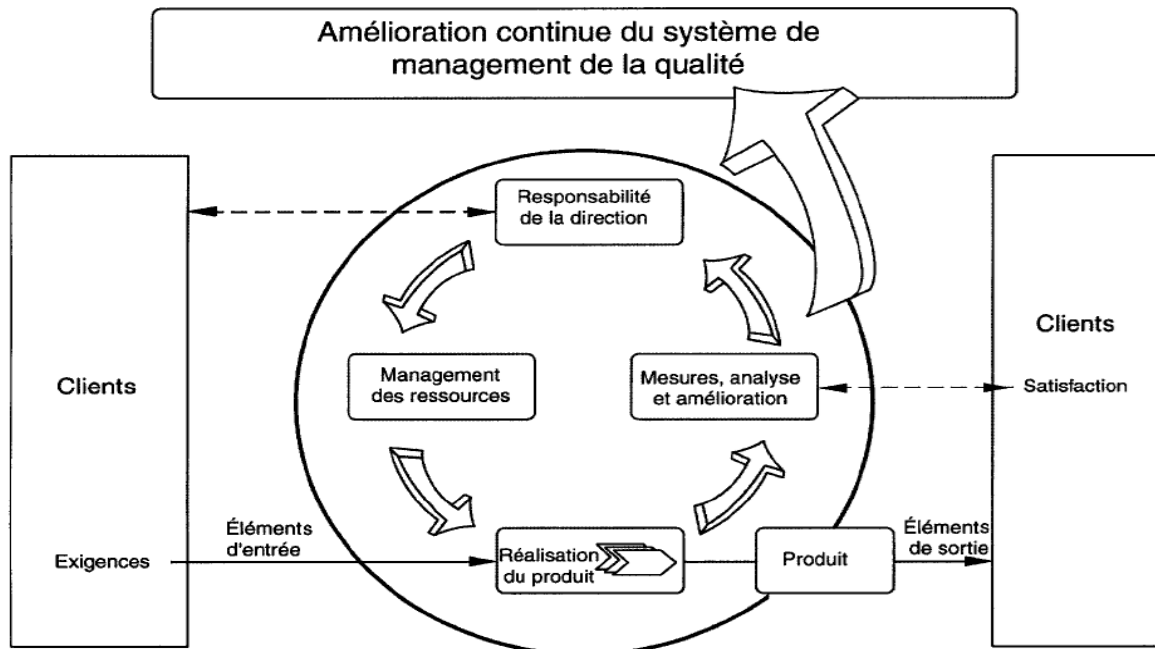 Amélioration continue du système de
management de la qualité
Responsabilité
de la direction
Clients
Management
des ressources
Mesures, analyse
et amélioration
Clients
Satisfaction
Exigences
Éléments
d'entrée
Réalisation
du produit
Produit
Éléments
de sortie